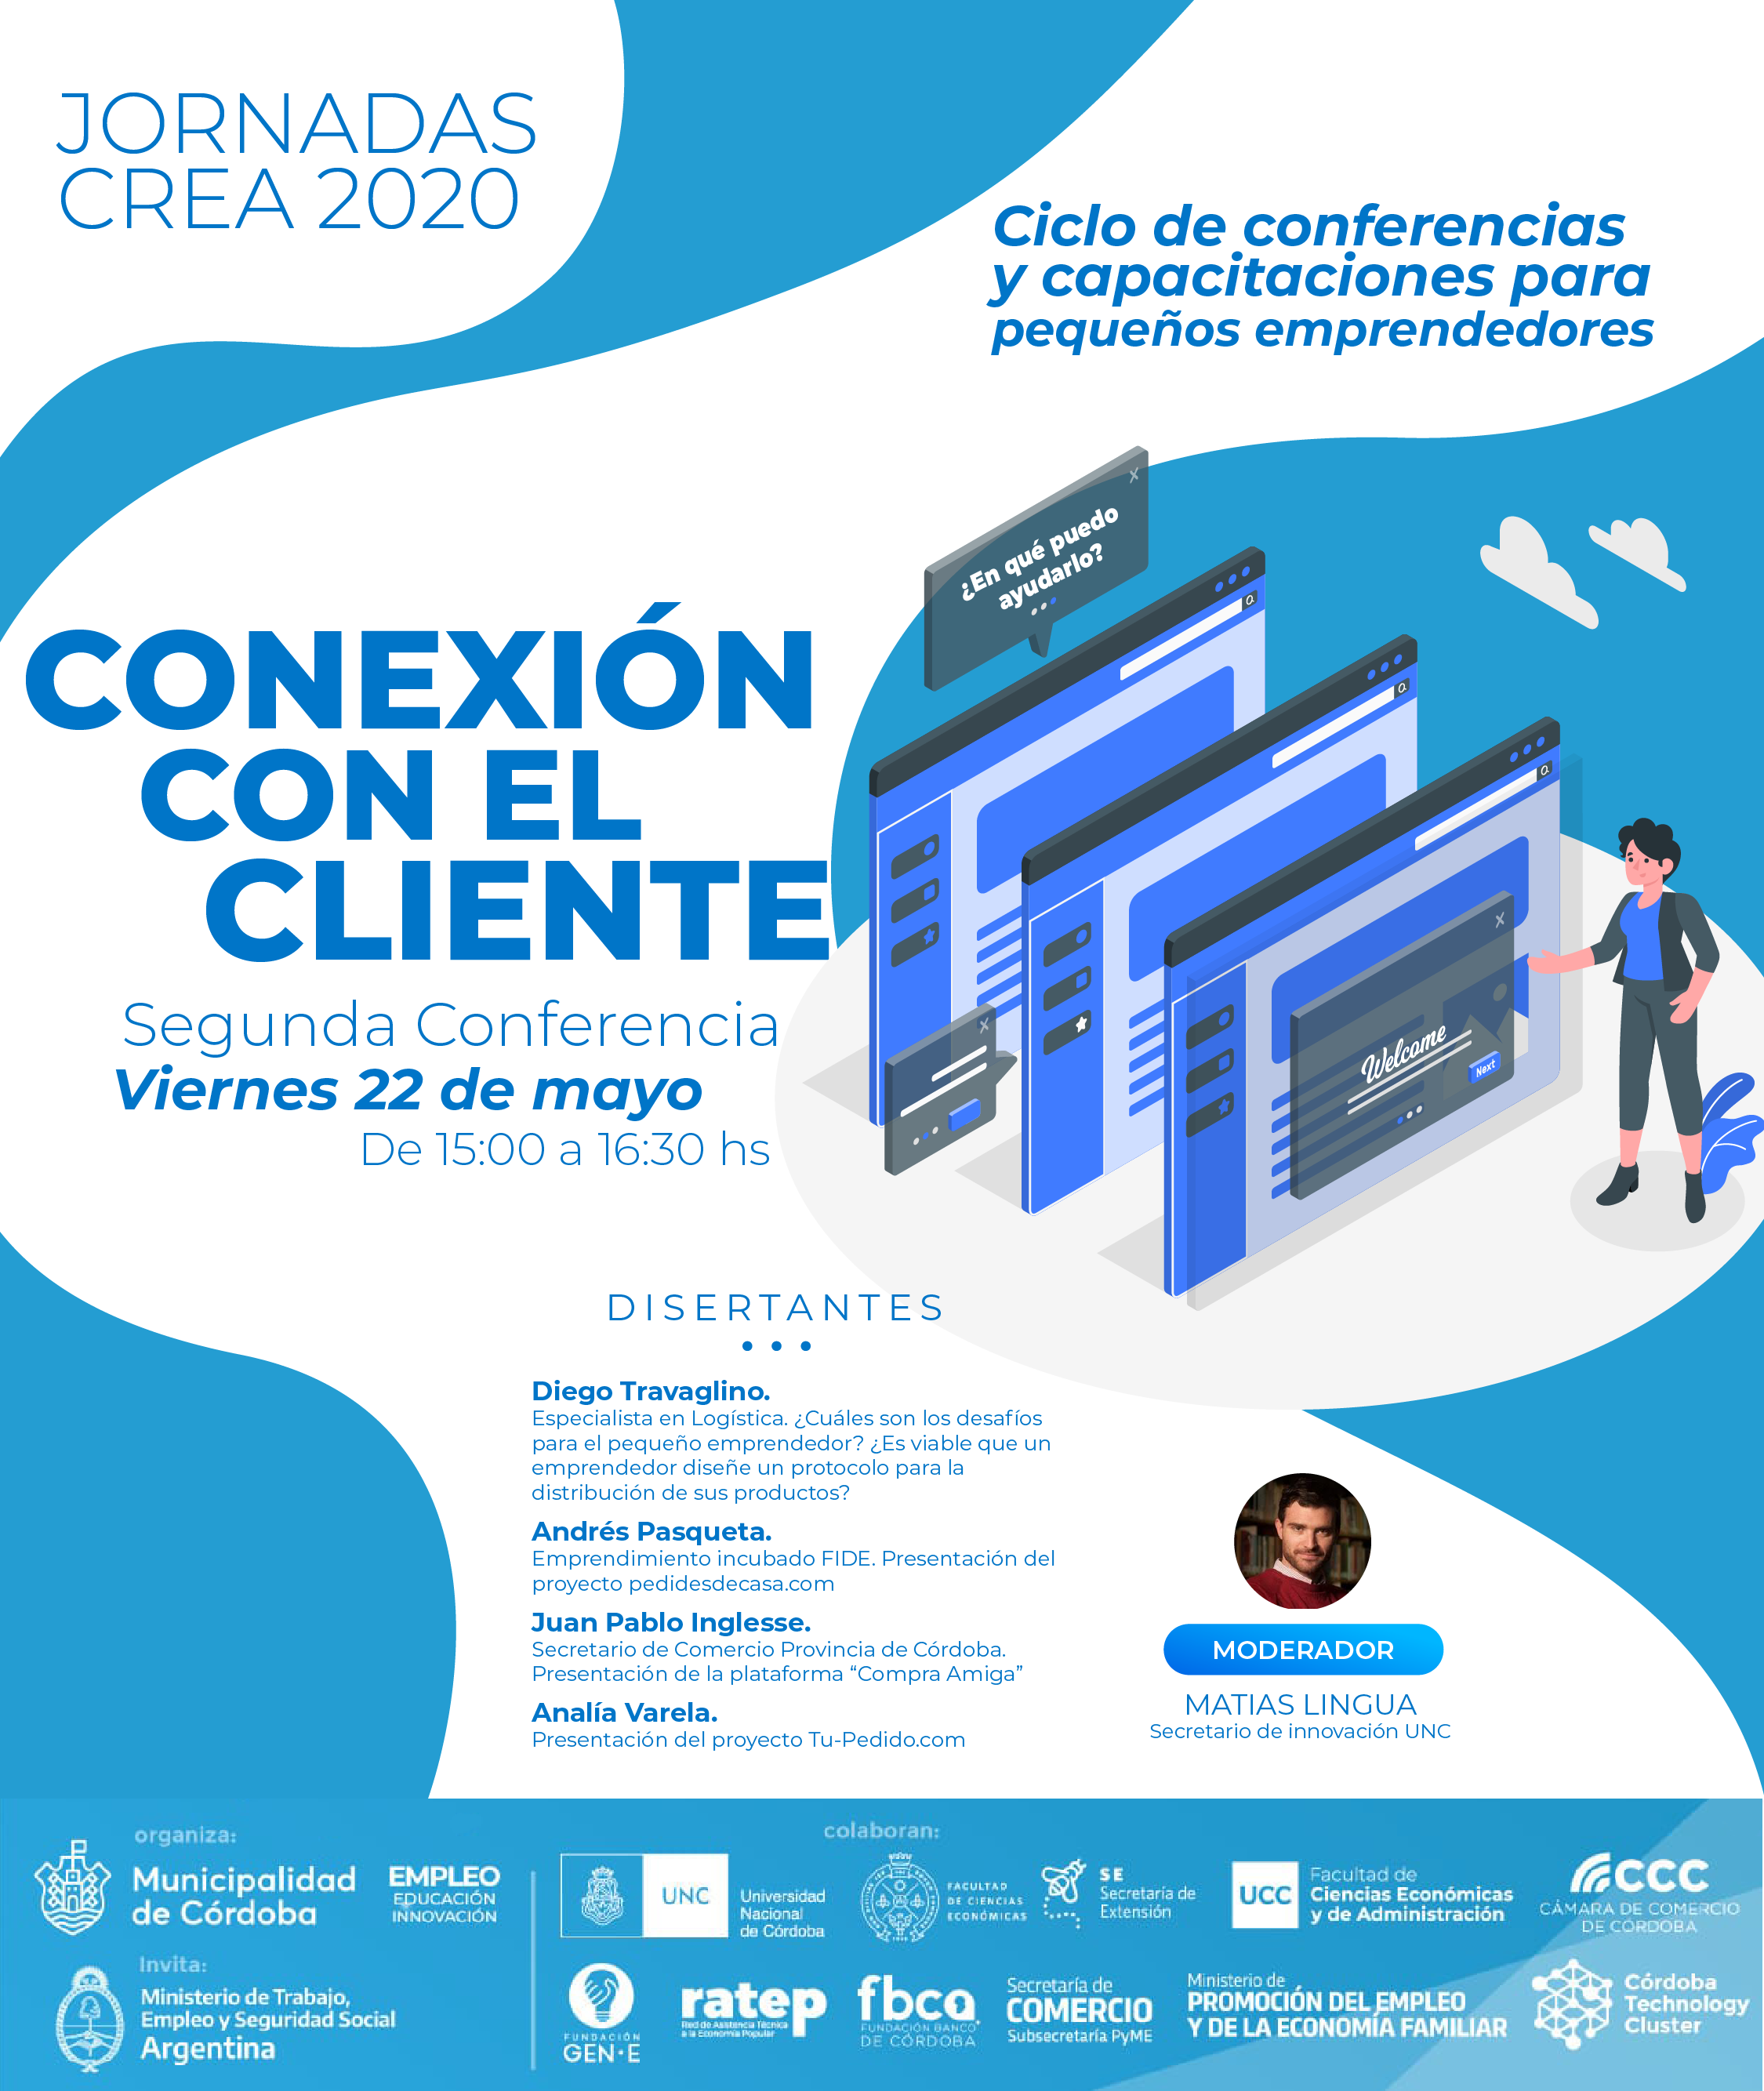 JORNADAS
CREA 2020
Ciclo de conferencias
y capacitaciones para
pequeños emprendedores
¿En qué puedo
ayudarlo?
CONEXIÓN
CON EL
CLIENTE
Segunda Conferencia
Viernes 22 de mayo
De 15:00 a 16:30 hs
Welcome
Next
DISERTANTES
Diego Travaglino.
Especialista en Logística. ¿Cuáles son los desafíos
para el pequeño emprendedor? ¿Es viable que un
emprendedor diseñe un protocolo para la
distribución de sus productos?
Andrés Pasqueta.
Emprendimiento incubado FIDE. Presentación del
proyecto pedidesdecasa.com
Juan Pablo Inglesse.
Secretario de Comercio Provincia de Córdoba.
Presentación de la plataforma “Compra Amiga”
Analía Varela.
Presentación del proyecto Tu-Pedido.com
MODERADOR
MATIAS LINGUA
Secretario de innovación UNC
organiza:
Municipalidad
de Córdoba
EMPLEO
EDUCACIÓN
INNOVACIÓN
Invita:
Ministerio de Trabajo,
Empleo y Seguridad Social
Argentina
colaboran:
UNC
Universidad
Nacional
de Córdoba
FACULTAD
DE CIENCIAS
ECONÓMICAS
SE
Secretaría de
Extensión
UCC
Facultad de
Ciencias Económicas
y de Administración
CCC
CÁMARA DE COMERCIO
DE CÓRDOBA
FUNDACIÓN
GEN·E
ratep
Red de Asistencia Técnica
a la Economía Popular
fbco
FUNDACIÓN BANCO
DE CÓRDOBA
Secretaría de
COMERCIO
Subsecretaría PyME
Ministerio de
PROMOCIÓN DEL EMPLEO
Y DE LA ECONOMÍA FAMILIAR
Córdoba
Technology
Cluster